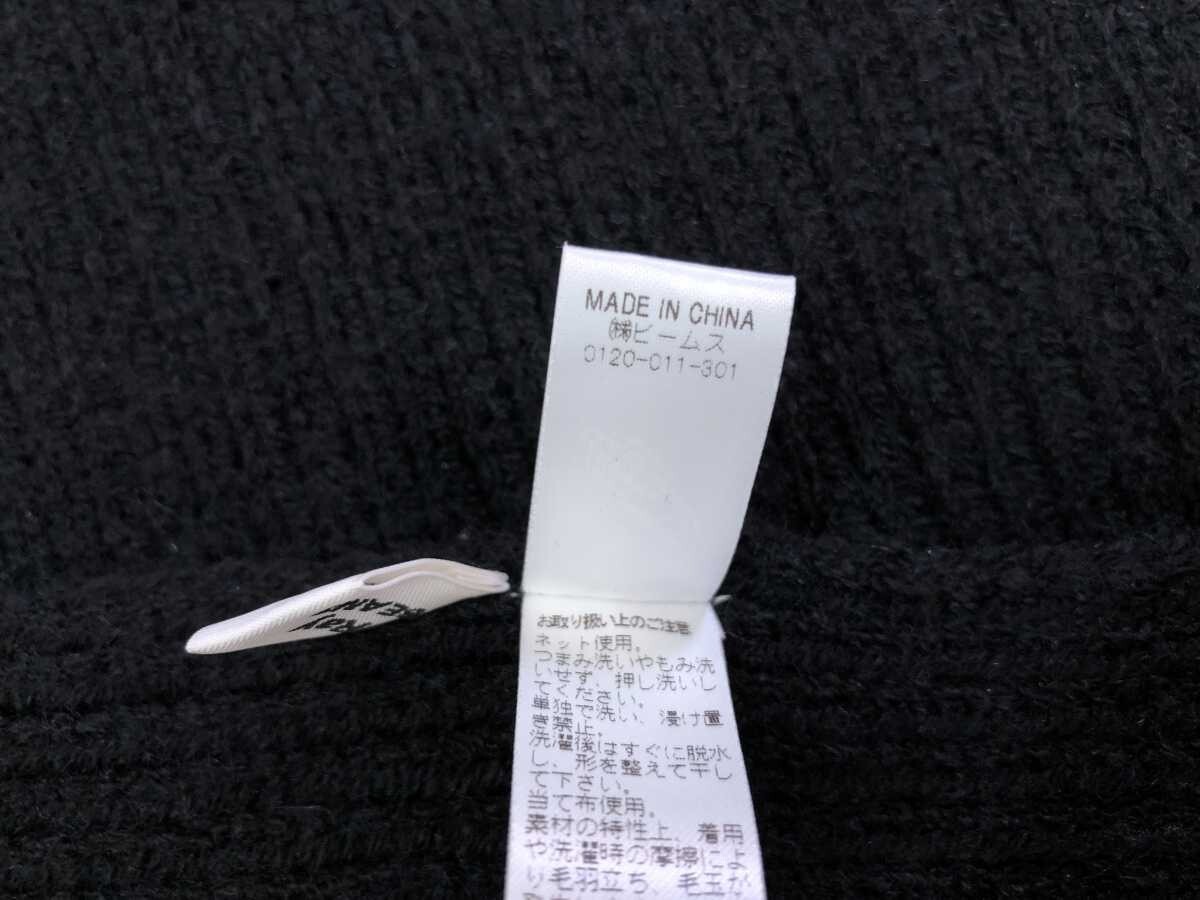 MADE IN CHINA
㈱ビームス
0120-011-301
お取り扱い上のご注意
ネット使用。
つまみ洗いやもみ洗
いせず、押し洗いし
てください。
単独で洗い、浸け置
き禁止。
洗濯後はすぐに脱水
し、形を整えて干し
て下さい。
当て布使用。
素材の特性上、着用
や洗濯時の摩擦によ
り毛羽立ち、毛玉が
Ray
BEAM